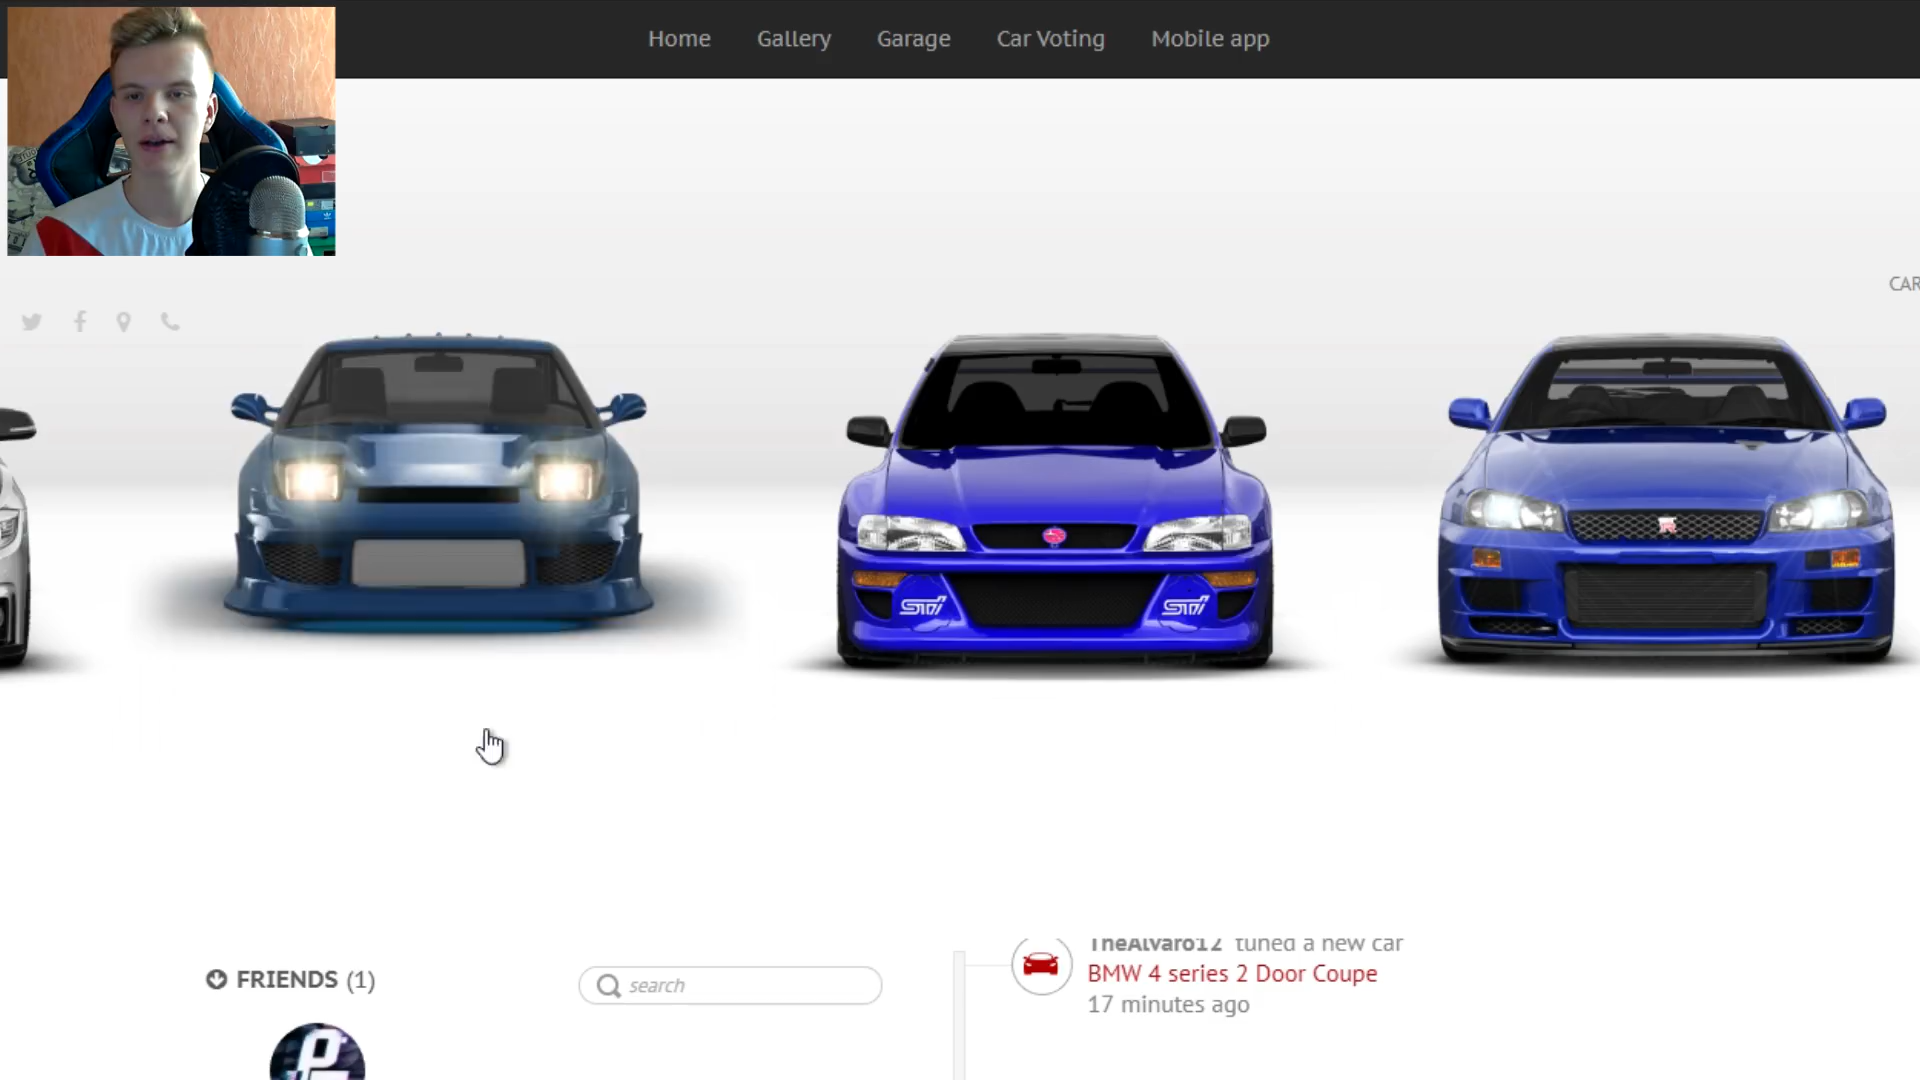 Home Gallery Garage Car Voting Mobile app
CAR
STi STi
R
TheAlvaro12 tuned a new car
FRIENDS (1) search
BMW 4 series 2 Door Coupe
17 minutes ago
P